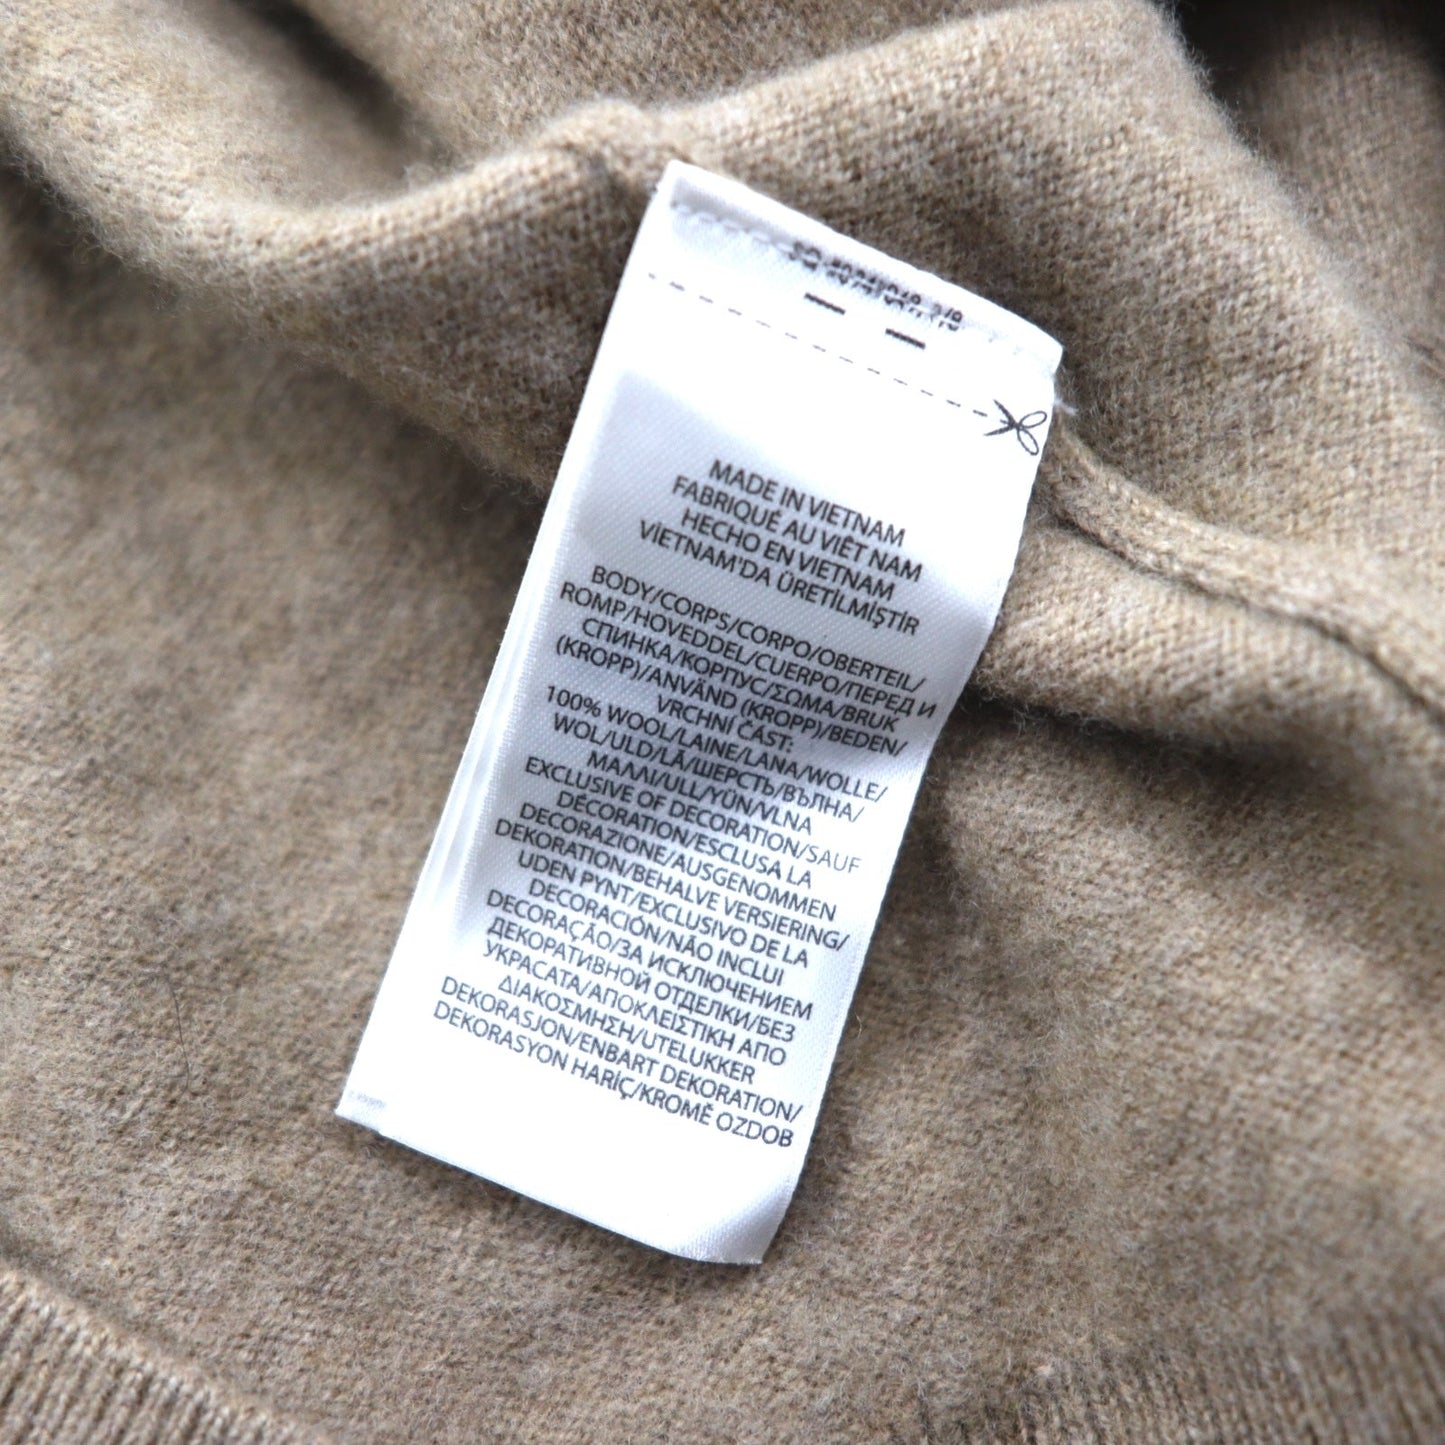 MADE IN VIETNAM
FABRIQUÉ AU VIÊT NAM
HECHO EN VIETNAM
VİETNAM'DA ÜRETİLMİŞTİR
BODY/CORPS/CORPO/OBERTEIL/
ROMP/HOVEDDEL/CUERPO/ПЕРЕД И
СПИНКА/КОРПУС/ΣΩΜΑ/BRUK
(KROPP)/ANVÄND (KROPP)/BEDEN/
VRCHNÍ ČÁST:
100% WOOL/LAINE/LANA/WOLLE/
WOL/ULD/LÃ/ШЕРСТЬ/ВЪЛНА/
ΜΑΛΛΙ/ULL/YÜN/VLNA
EXCLUSIVE OF DECORATION/SAUF
DÉCORATION/ESCLUSA LA
DECORAZIONE/AUSGENOMMEN
DEKORATION/BEHALVE VERSIERING/
UDEN PYNT/EXCLUSIVO DE LA
DECORACIÓN/NÃO INCLUI
DECORAÇÃO/ЗА ИСКЛЮЧЕНИЕМ
ДЕКОРАТИВНОЙ ОТДЕЛКИ/БЕЗ
УКРАСАТА/ΑΠΟΚΛΕΙΣΤΙΚΗ ΑΠΟ
ΔΙΑΚΟΣΜΗΣΗ/UTELUKKER
DEKORASJON/ENBART DEKORATION/
DEKORASYON HARİÇ/KROMĚ OZDOB